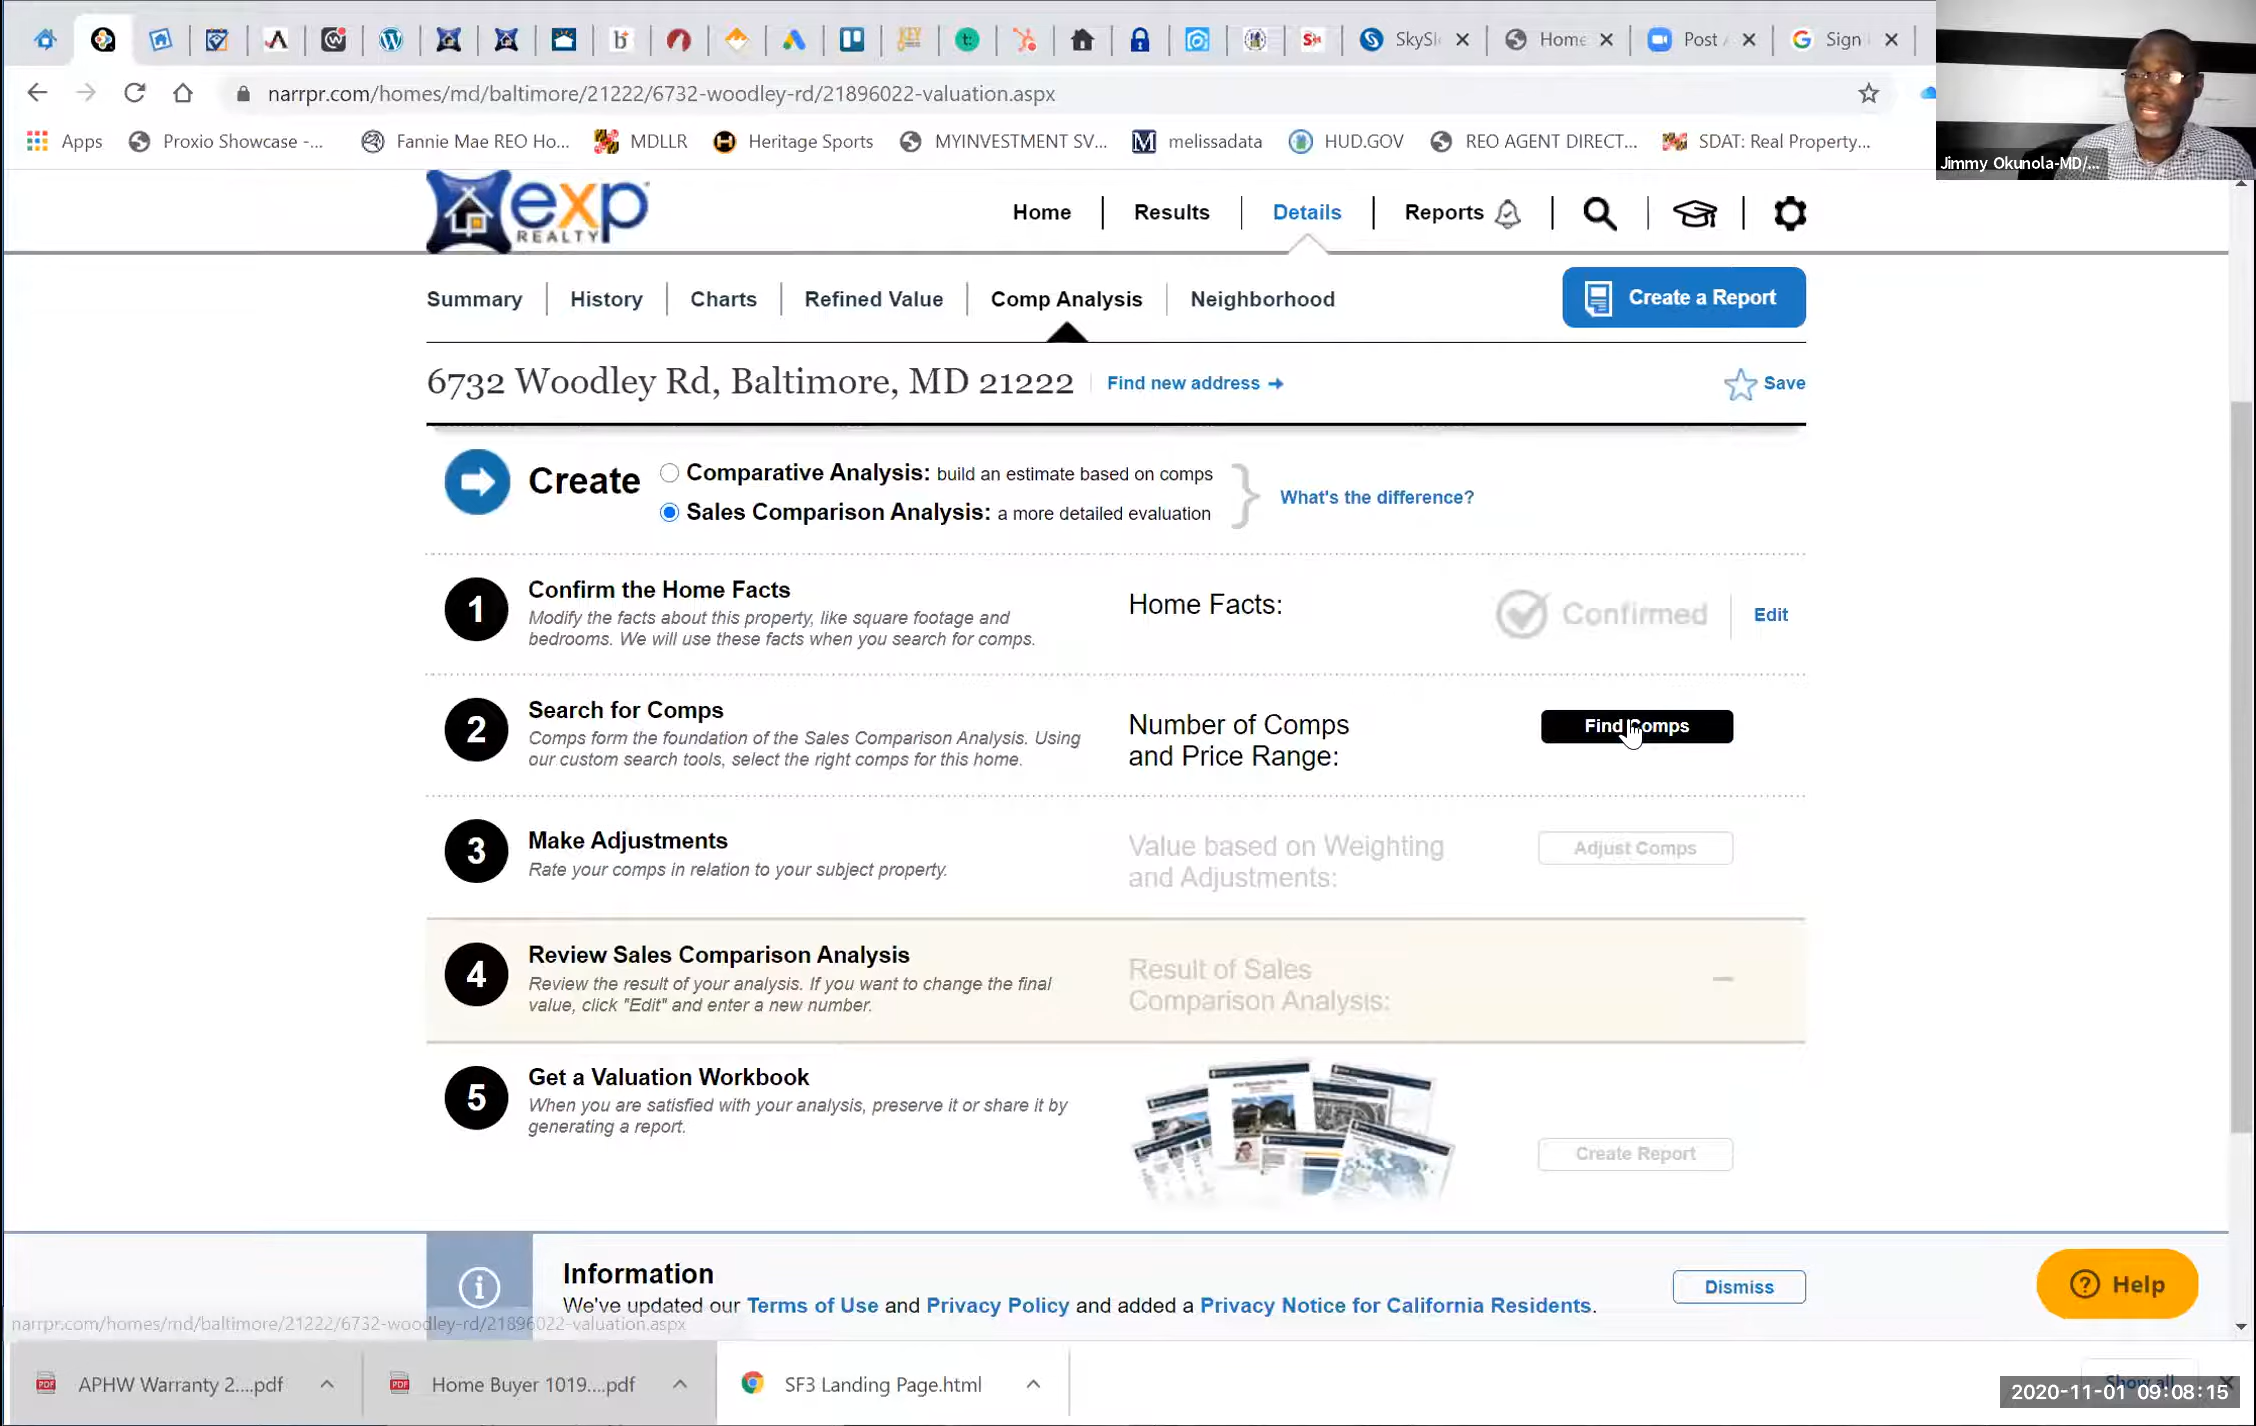 SkySl
Home
Post A
Sign
narrpr.com/homes/md/baltimore/21222/6732-woodley-rd/21896022-valuation.aspx
Apps
Proxio Showcase -...
Fannie Mae REO Ho...
MDLLR
Heritage Sports
MYINVESTMENT SV...
melissadata
HUD.GOV
REO AGENT DIRECT...
SDAT: Real Property...
Jimmy Okunola-MD/...
exp
REALTY
Home
Results
Details
Reports
Summary
History
Charts
Refined Value
Comp Analysis
Neighborhood
Create a Report
6732 Woodley Rd, Baltimore, MD 21222
Find new address
Save
Create
Comparative Analysis: build an estimate based on comps
Sales Comparison Analysis: a more detailed evaluation
What's the difference?
1
Confirm the Home Facts
Modify the facts about this property, like square footage and
bedrooms. We will use these facts when you search for comps.
Home Facts:
Confirmed
Edit
2
Search for Comps
Comps form the foundation of the Sales Comparison Analysis. Using
our custom search tools, select the right comps for this home.
Number of Comps
and Price Range:
Find Comps
3
Make Adjustments
Rate your comps in relation to your subject property.
Value based on Weighting
and Adjustments:
Adjust Comps
4
Review Sales Comparison Analysis
Review the result of your analysis. If you want to change the final
value, click "Edit" and enter a new number.
Result of Sales
Comparison Analysis:
5
Get a Valuation Workbook
When you are satisfied with your analysis, preserve it or share it by
generating a report.
Create Report
Information
We've updated our Terms of Use and Privacy Policy and added a Privacy Notice for California Residents.
Dismiss
Help
narrpr.com/homes/md/baltimore/21222/6732-woodley-rd/21896022-valuation.aspx
APHW Warranty 2....pdf
Home Buyer 1019....pdf
SF3 Landing Page.html
Show all
2020-11-01 09:08:15